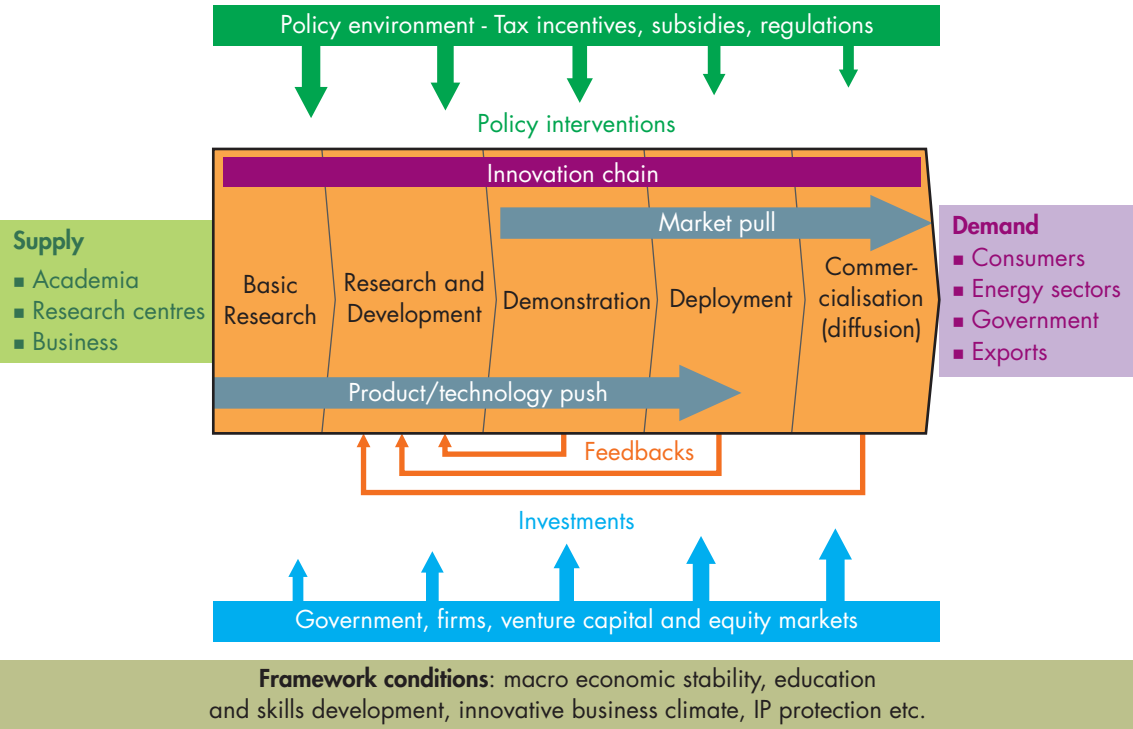 Policy environment - Tax incentives, subsidies, regulations
Policy interventions
Innovation chain
Market pull
Supply
■ Academia
■ Research centres
■ Business
Basic
Research
Research and
Development
Demonstration
Deployment
Commer-
cialisation
(diffusion)
Demand
■ Consumers
■ Energy sectors
■ Government
■ Exports
Product/technology push
Feedbacks
Investments
Government, firms, venture capital and equity markets
Framework conditions: macro economic stability, education
and skills development, innovative business climate, IP protection etc.